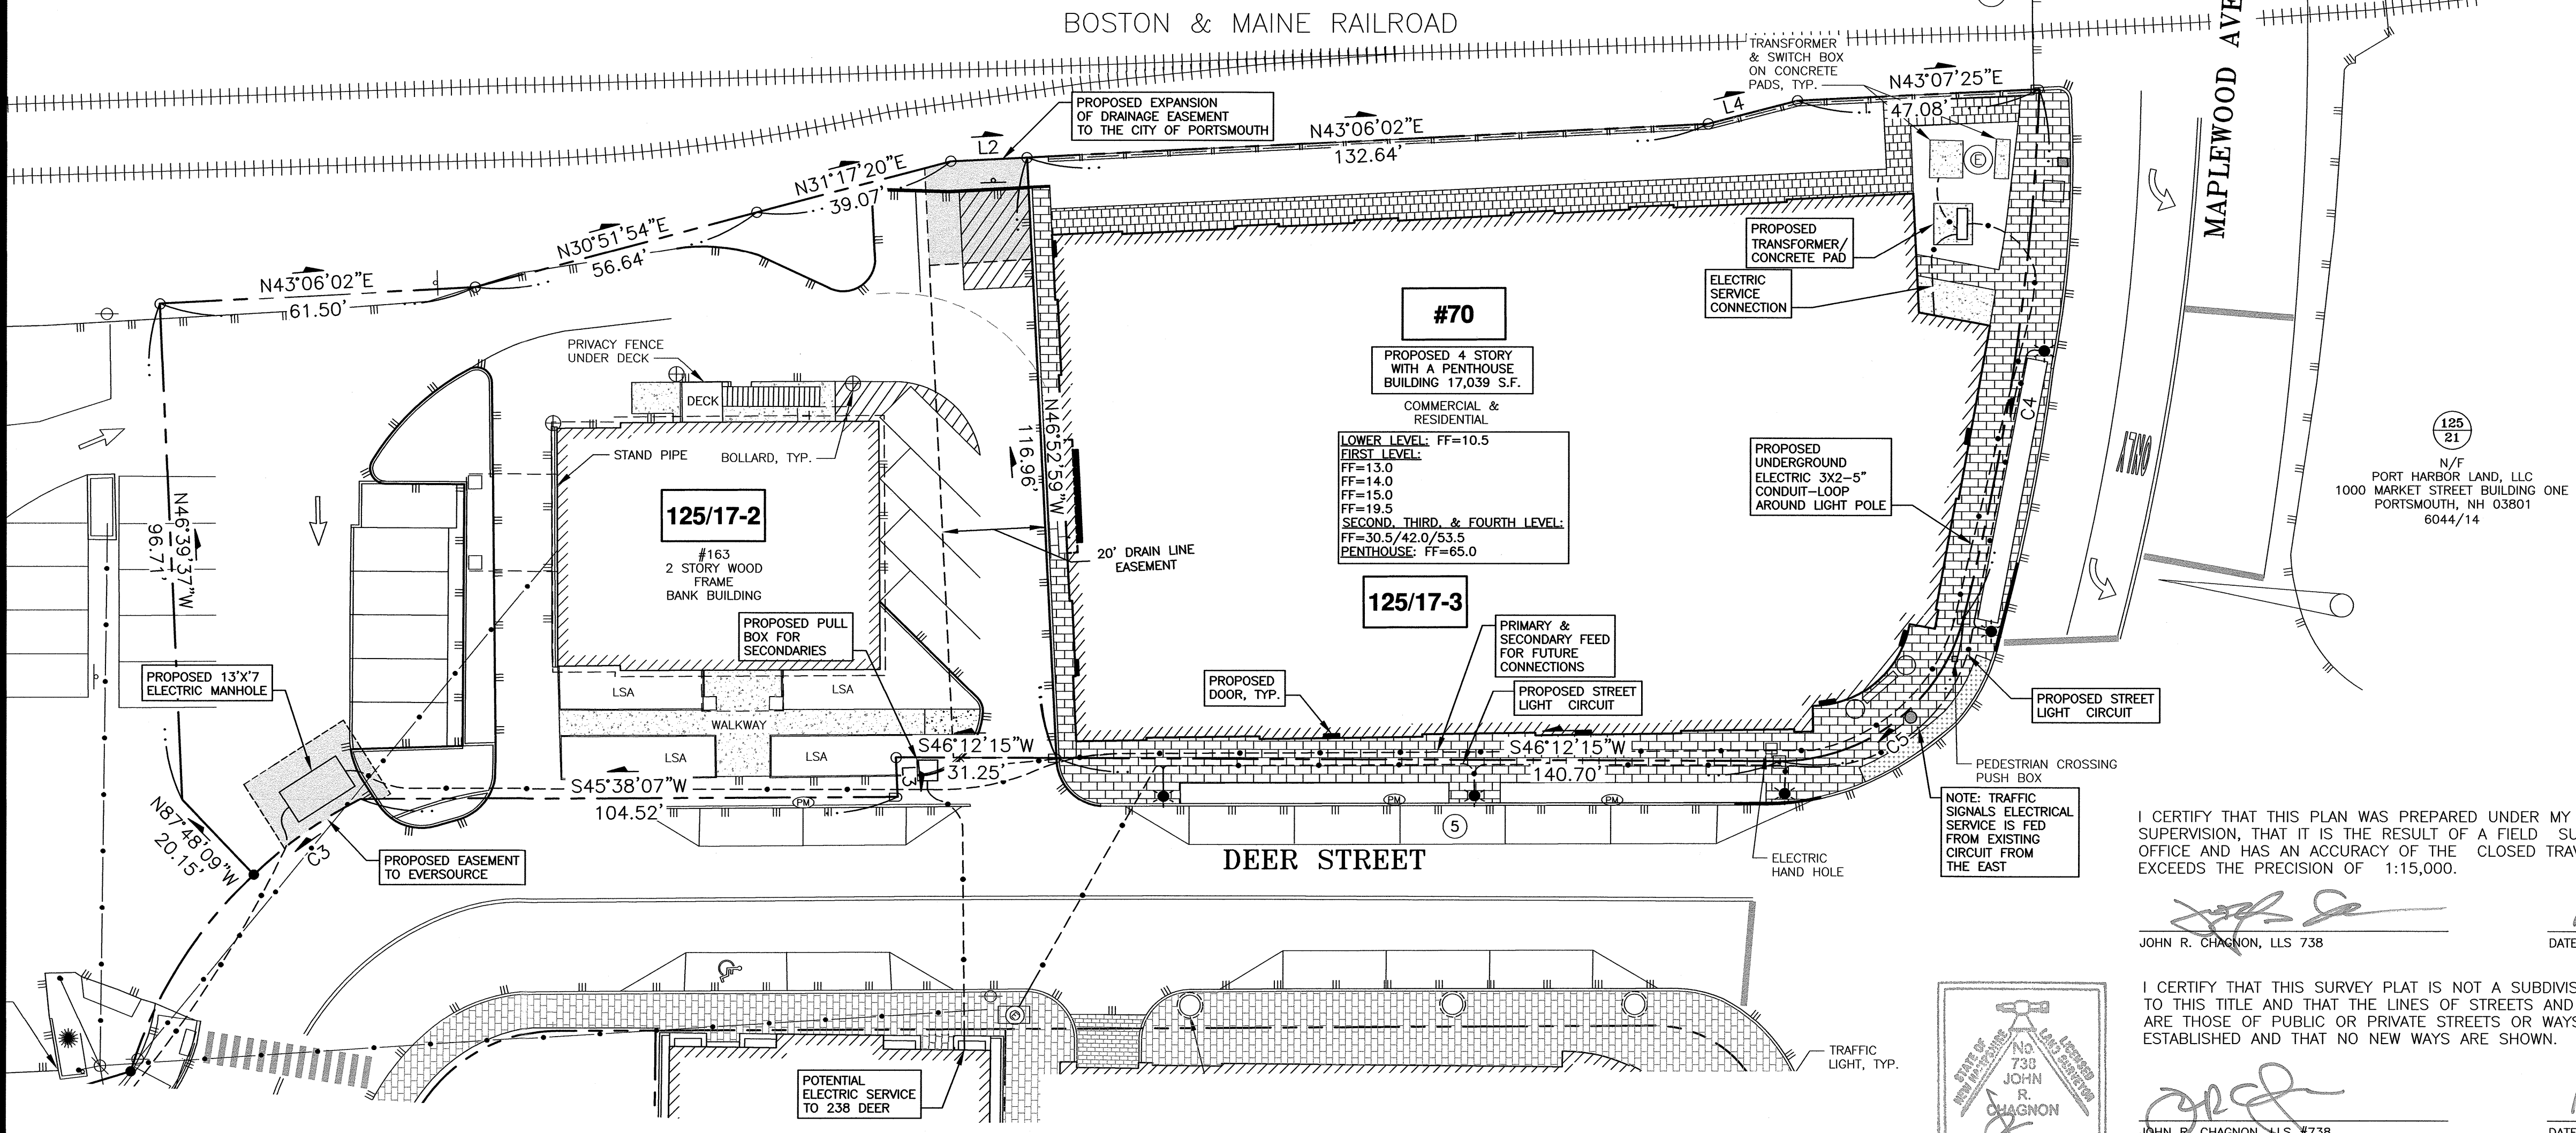 BOSTON & MAINE RAILROAD
MAPLEWOOD AVE
TRANSFORMER
& SWITCH BOX
ON CONCRETE
PADS, TYP.
N43°07'25"E
47.08'
PROPOSED EXPANSION
OF DRAINAGE EASEMENT
TO THE CITY OF PORTSMOUTH
L2
L4
N43°06'02"E
132.64'
N31°17'20"E
39.07'
N30°51'54"E
56.64'
N43°06'02"E
61.50'
E
PROPOSED
TRANSFORMER/
CONCRETE PAD
ELECTRIC
SERVICE
CONNECTION
#70
PROPOSED 4 STORY
WITH A PENTHOUSE
BUILDING 17,039 S.F.
COMMERCIAL &
RESIDENTIAL
LOWER LEVEL: FF=10.5
FIRST LEVEL:
FF=13.0
FF=14.0
FF=15.0
FF=19.5
SECOND, THIRD, & FOURTH LEVEL:
FF=30.5/42.0/53.5
PENTHOUSE: FF=65.0
125/17-3
PRIVACY FENCE
UNDER DECK
DECK
STAND PIPE
BOLLARD, TYP.
125/17-2
#163
2 STORY WOOD
FRAME
BANK BUILDING
N46°52'59"W
116.96'
20' DRAIN LINE
EASEMENT
N46°39'37"W
96.71'
C4
ONLY
125
21
N/F
PORT HARBOR LAND, LLC
1000 MARKET STREET BUILDING ONE
PORTSMOUTH, NH 03801
6044/14
PROPOSED
UNDERGROUND
ELECTRIC 3X2-5"
CONDUIT-LOOP
AROUND LIGHT POLE
PROPOSED PULL
BOX FOR
SECONDARIES
PRIMARY &
SECONDARY FEED
FOR FUTURE
CONNECTIONS
PROPOSED
DOOR, TYP.
PROPOSED STREET
LIGHT CIRCUIT
PROPOSED STREET
LIGHT CIRCUIT
PROPOSED 13'X'7
ELECTRIC MANHOLE
LSA
LSA
WALKWAY
LSA
LSA
S46°12'15"W
31.25'
L3
S46°12'15"W
140.70'
C5
S45°38'07"W
104.52'
PM
PM
PM
5
N87°48'09"W
20.15'
C3
PROPOSED EASEMENT
TO EVERSOURCE
DEER STREET
ELECTRIC
HAND HOLE
PEDESTRIAN CROSSING
PUSH BOX
NOTE: TRAFFIC
SIGNALS ELECTRICAL
SERVICE IS FED
FROM EXISTING
CIRCUIT FROM
THE EAST
POTENTIAL
ELECTRIC SERVICE
TO 238 DEER
TRAFFIC
LIGHT, TYP.
I CERTIFY THAT THIS PLAN WAS PREPARED UNDER MY
SUPERVISION, THAT IT IS THE RESULT OF A FIELD SU
OFFICE AND HAS AN ACCURACY OF THE CLOSED TRAV
EXCEEDS THE PRECISION OF 1:15,000.
JOHN R. CHAGNON, LLS 738
DATE
I CERTIFY THAT THIS SURVEY PLAT IS NOT A SUBDIVIS
TO THIS TITLE AND THAT THE LINES OF STREETS AND
ARE THOSE OF PUBLIC OR PRIVATE STREETS OR WAYS
ESTABLISHED AND THAT NO NEW WAYS ARE SHOWN.
JOHN R. CHAGNON, LLS #738
DATE
STATE OF
NEW HAMPSHIRE
LICENSED
LAND SURVEYOR
No.
738
JOHN
R.
CHAGNON